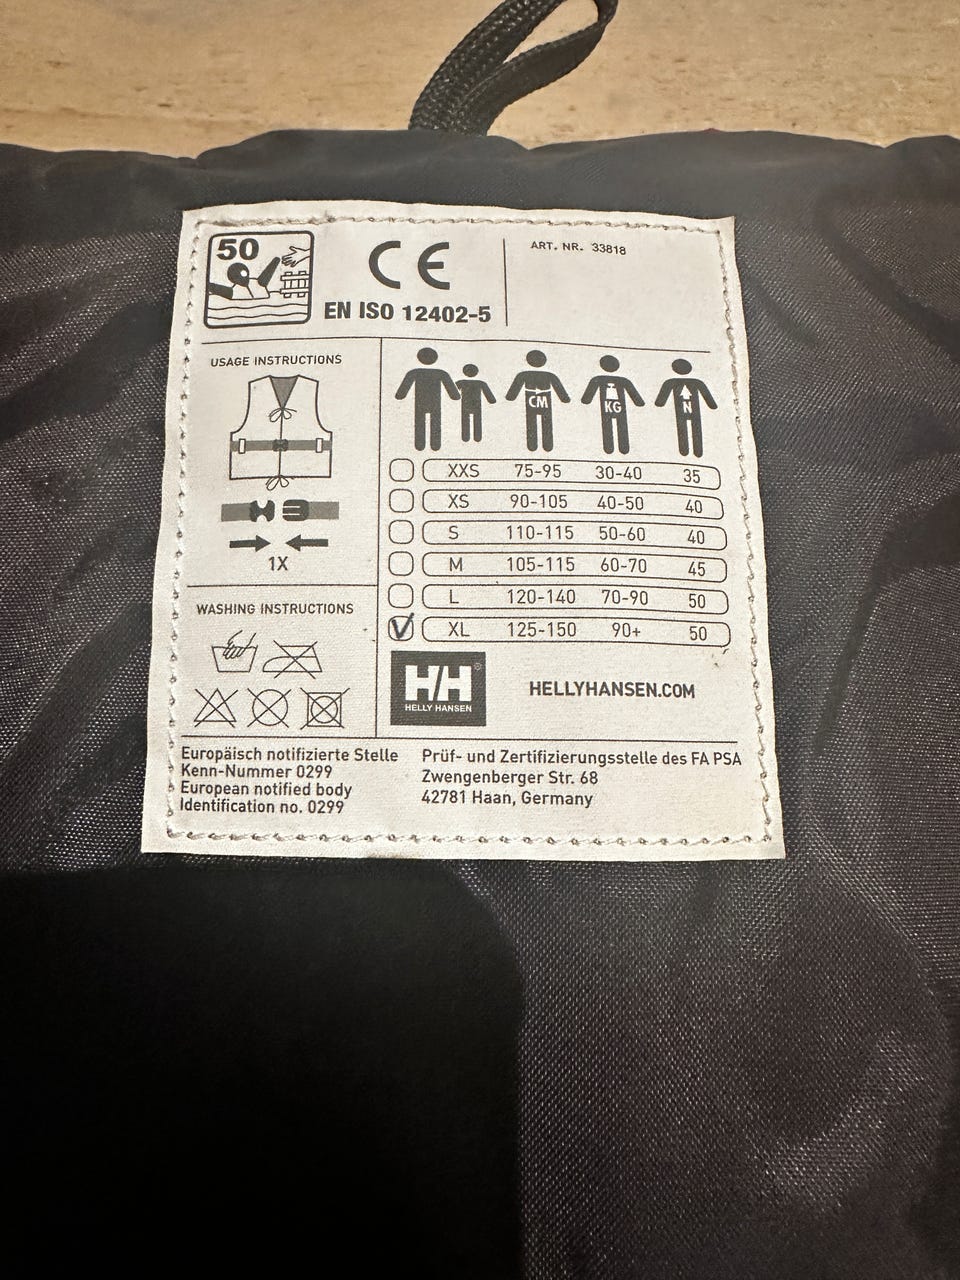 50
CE
EN ISO 12402-5
ART. NR. 33818
USAGE INSTRUCTIONS
1X
WASHING INSTRUCTIONS
CM KG N
XXS 75-95 30-40 35
XS 90-105 40-50 40
S 110-115 50-60 40
M 105-115 60-70 45
L 120-140 70-90 50
XL 125-150 90+ 50
H/H®
HELLY HANSEN
HELLYHANSEN.COM
Europäisch notifizierte Stelle
Kenn-Nummer 0299
European notified body
Identification no. 0299
Prüf- und Zertifizierungsstelle des FA PSA
Zwengenberger Str. 68
42781 Haan, Germany